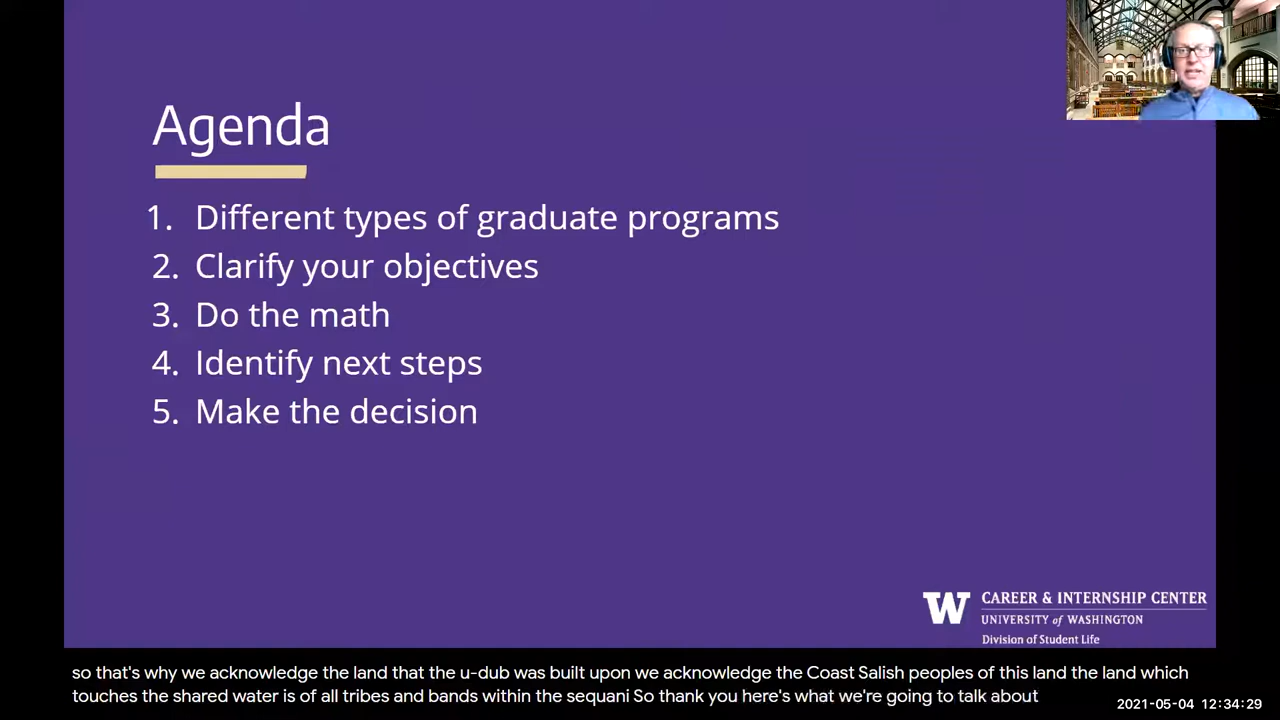 Agenda
1. Different types of graduate programs
2. Clarify your objectives
3. Do the math
4. Identify next steps
5. Make the decision
W CAREER & INTERNSHIP CENTER
UNIVERSITY of WASHINGTON
Division of Student Life
so that's why we acknowledge the land that the u-dub was built upon we acknowledge the Coast Salish peoples of this land the land which
touches the shared water is of all tribes and bands within the sequani So thank you here's what we're going to talk about
2021-05-04 12:34:29